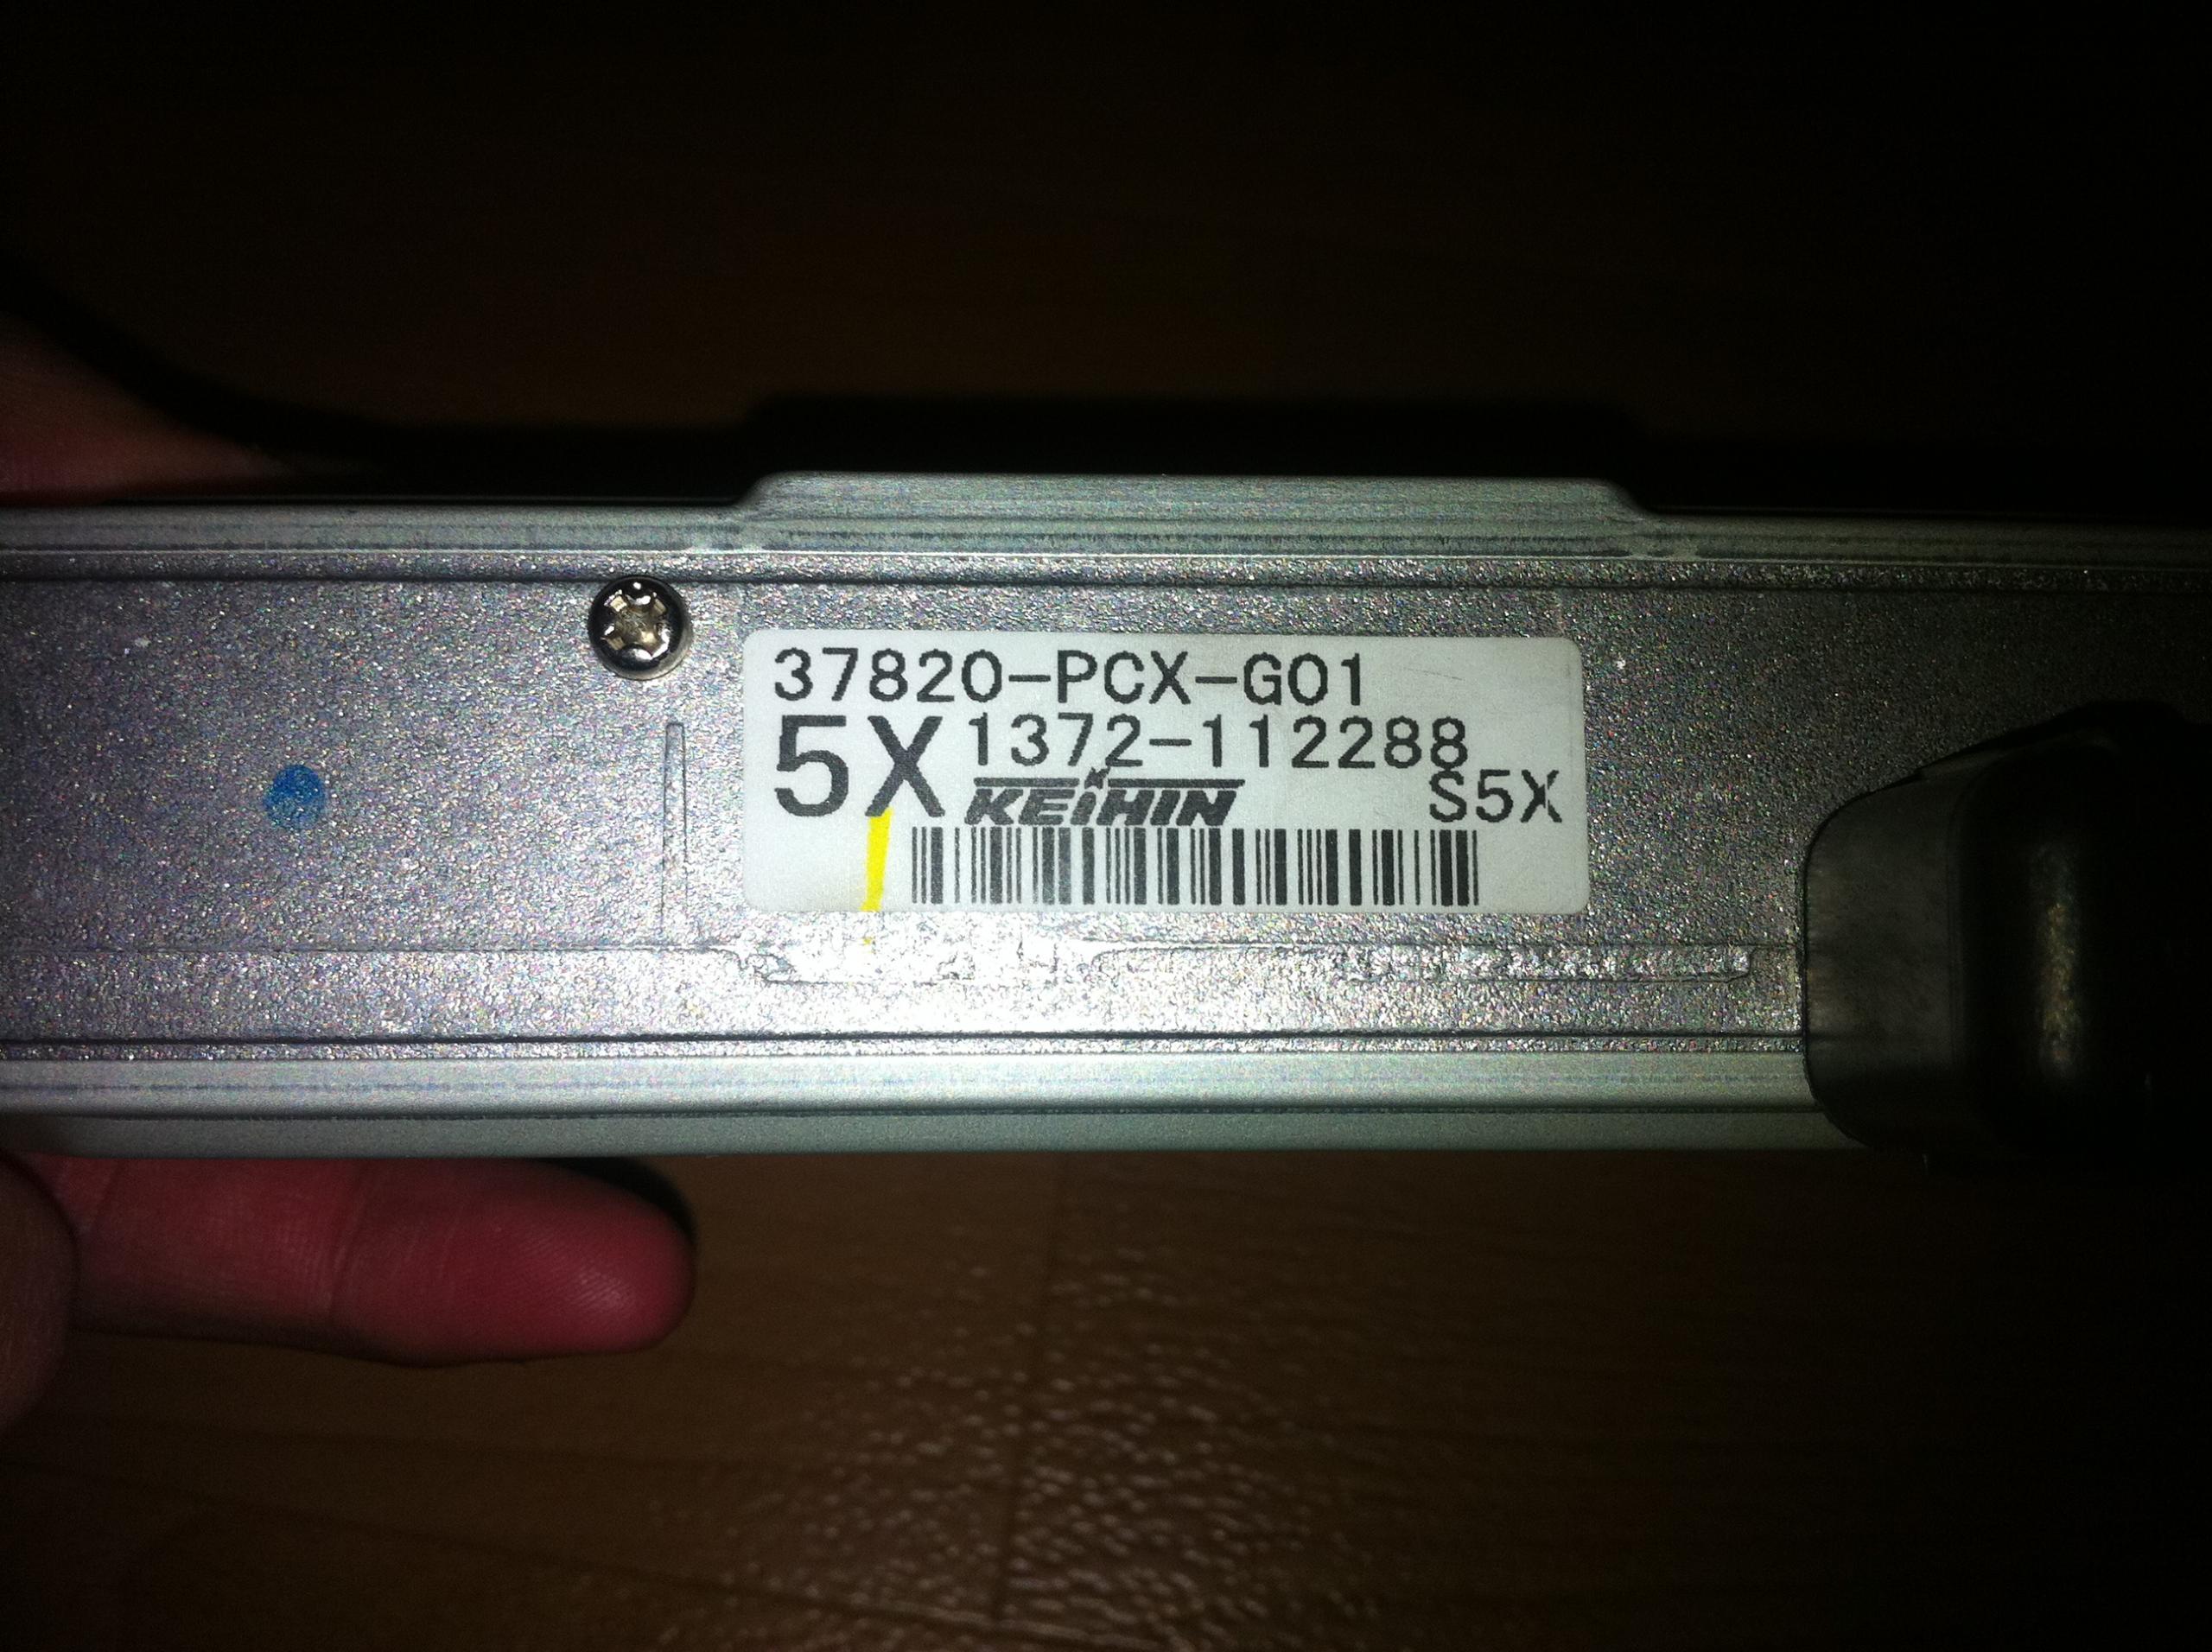 37820-PCX-G01
5X 1372-112288
KEIHIN S5X